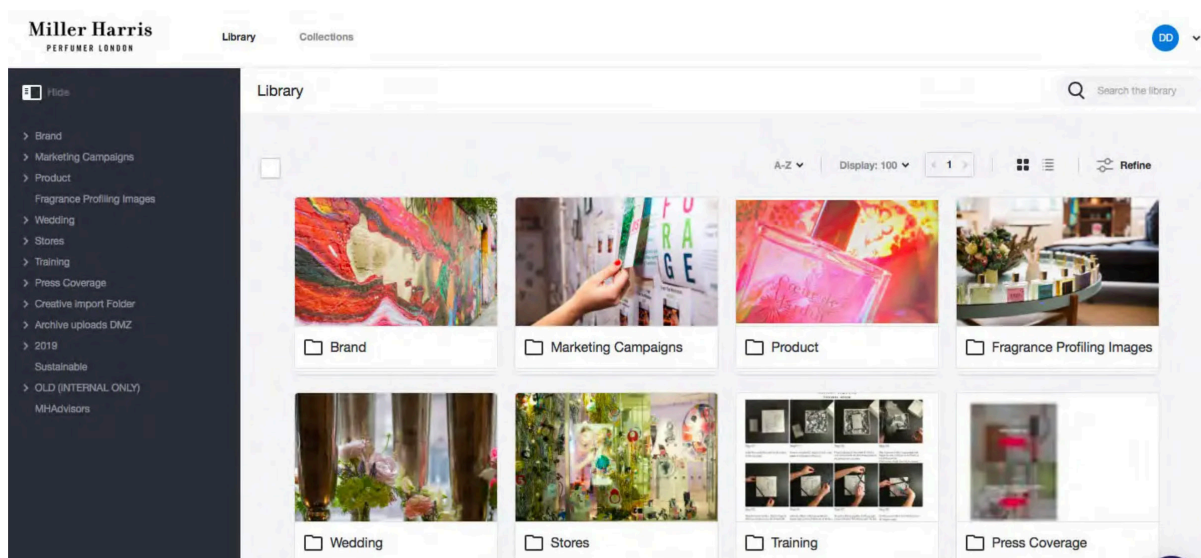 Miller Harris
PERFUMER LONDON
Library
Collections
DD
Hide
Library
Search the library
Brand
Marketing Campaigns
Product
Fragrance Profiling Images
Wedding
Stores
Training
Press Coverage
Creative Import Folder
Archive uploads DMZ
2019
Sustainable
OLD (INTERNAL ONLY)
MHAdvisors
A-Z
Display: 100
1
Refine
F U
R A
G E
Brand
Marketing Campaigns
Product
Fragrance Profiling Images
Wedding
Stores
Training
Press Coverage